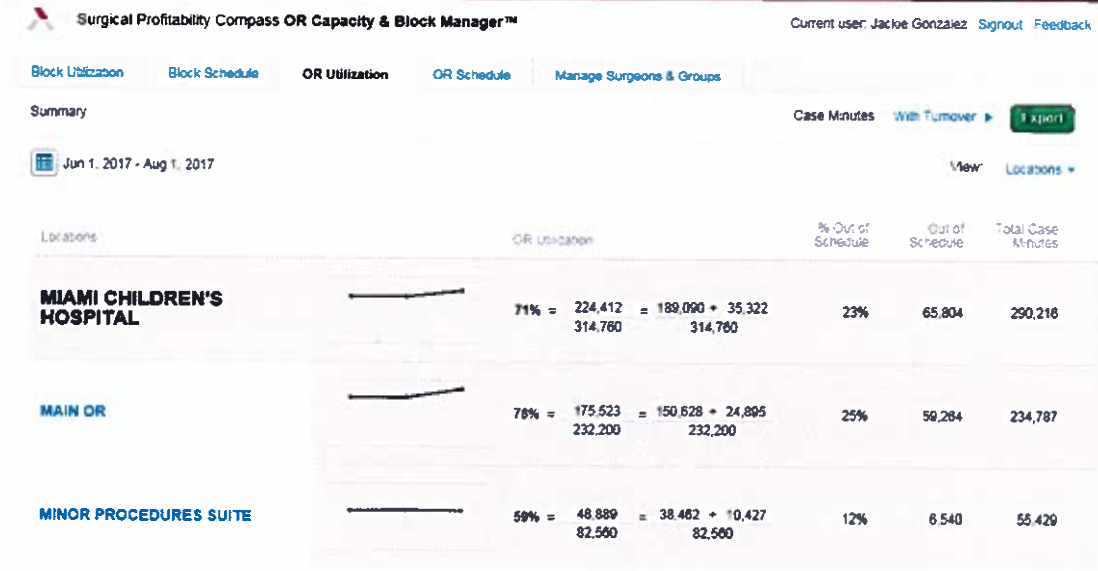 Surgical Profitability Compass OR Capacity & Block Manager™
Current user: Jackie Gonzalez Signout Feedback
Block Utilization Block Schedule OR Utilization OR Schedule Manage Surgeons & Groups
Summary
Case Minutes With Turnover Export
Jun 1, 2017 - Aug 1, 2017
View: Locations
Locations OR Utilization % Out of Schedule Out of Schedule Total Case Minutes
MIAMI CHILDREN'S
HOSPITAL
71% = 224,412 = 189,090 + 35,322 23% 65,804 290,216
314,760 314,760
MAIN OR
76% = 175,523 = 150,628 + 24,895 25% 59,264 234,787
232,200 232,200
MINOR PROCEDURES SUITE
59% = 48,889 = 38,462 + 10,427 12% 6,540 55,429
82,560 82,560